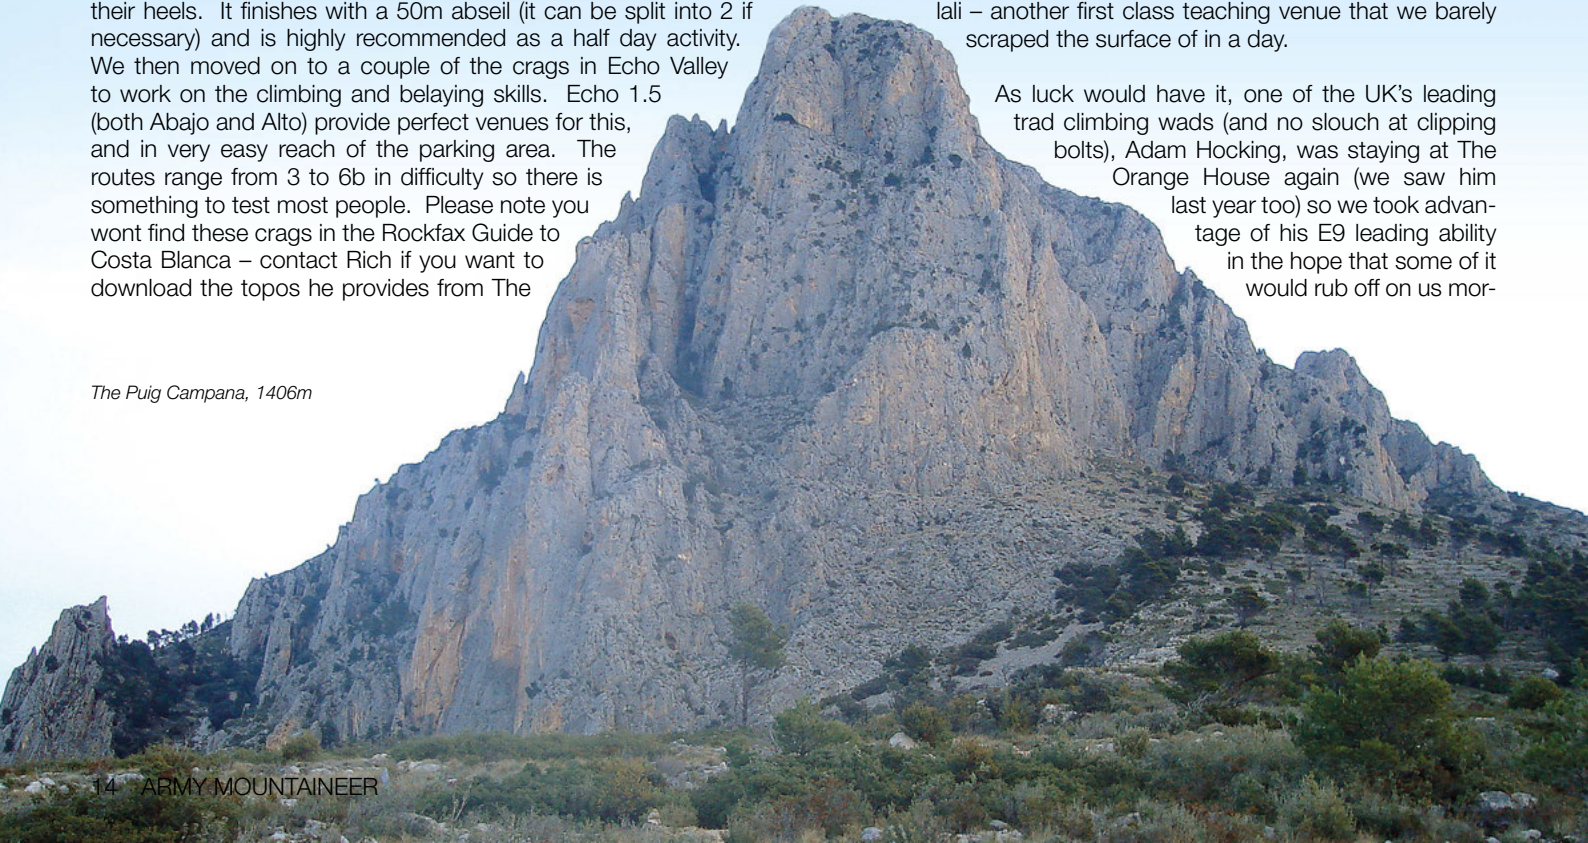 their heels.  It finishes with a 50m abseil (it can be split into 2 if
necessary) and is highly recommended as a half day activity.
We then moved on to a couple of the crags in Echo Valley
to work on the climbing and belaying skills.  Echo 1.5
(both Abajo and Alto) provide perfect venues for this,
and in very easy reach of the parking area.  The
routes range from 3 to 6b in difficulty so there is
something to test most people.  Please note you
wont find these crags in the Rockfax Guide to
Costa Blanca – contact Rich if you want to
download the topos he provides from The
lali – another first class teaching venue that we barely
scraped the surface of in a day.
As luck would have it, one of the UK's leading
trad climbing wads (and no slouch at clipping
bolts), Adam Hocking, was staying at The
Orange House again (we saw him
last year too) so we took advan-
tage of his E9 leading ability
in the hope that some of it
would rub off on us mor-
The Puig Campana, 1406m
14 ARMY MOUNTAINEER